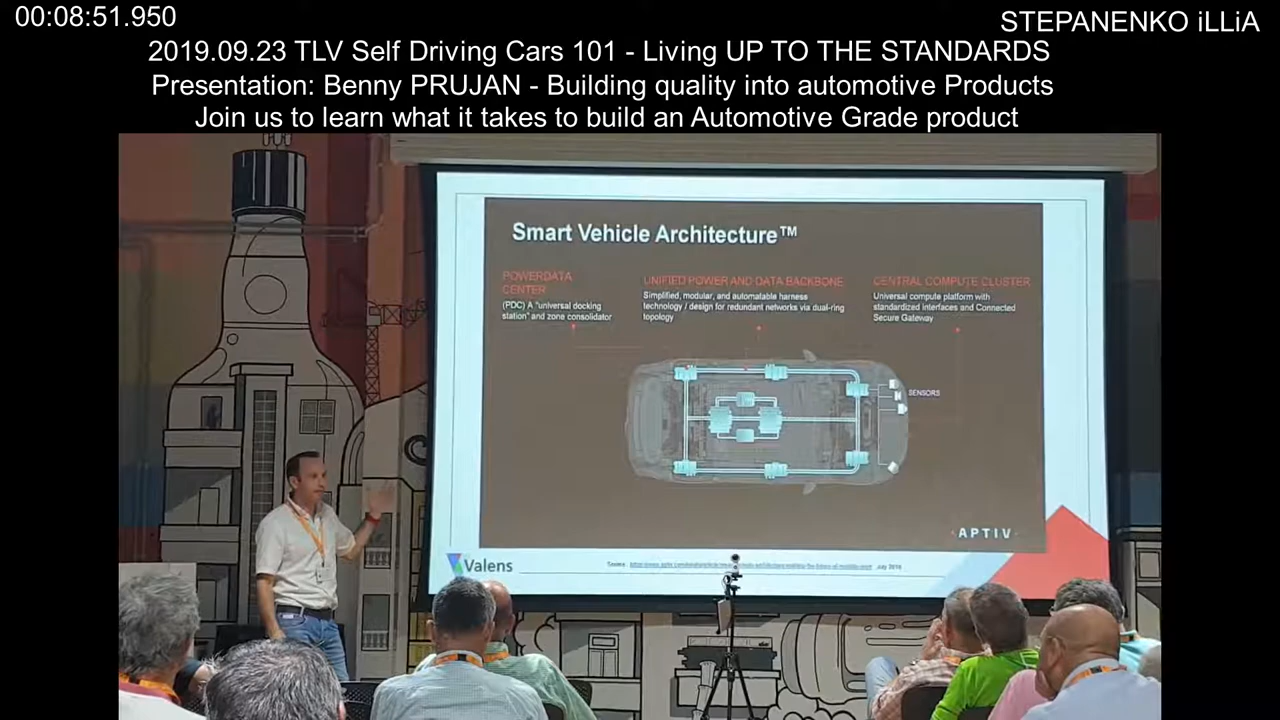 00:08:51.950
STEPANENKO iLLiA
2019.09.23 TLV Self Driving Cars 101 - Living UP TO THE STANDARDS
Presentation: Benny PRUJAN - Building quality into automotive Products
Join us to learn what it takes to build an Automotive Grade product
Smart Vehicle Architecture™
POWERDATA
CENTER
(PDC) A "universal docking
station" and zone consolidator
UNIFIED POWER AND DATA BACKBONE
Simplified, modular, and automatable harness
technology / design for redundant networks via dual-ring
topology
CENTRAL COMPUTE CLUSTER
Universal compute platform with
standardized interfaces and Connected
Secure Gateway
SENSORS
· APTIV ·
Valens